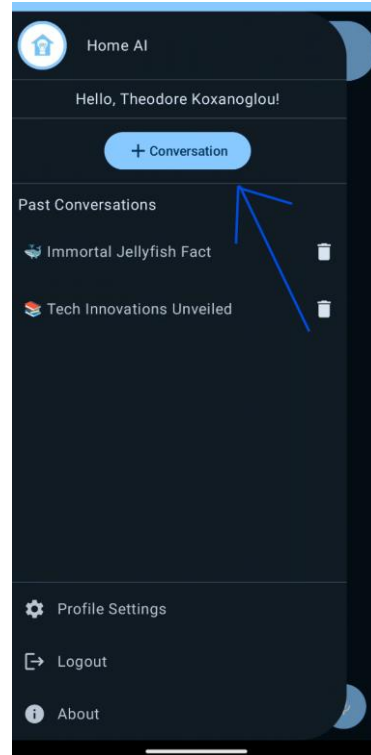 Home AI
Hello, Theodore Koxanoglou!
+ Conversation
Past Conversations
🐳 Immortal Jellyfish Fact
📚 Tech Innovations Unveiled
Profile Settings
Logout
About